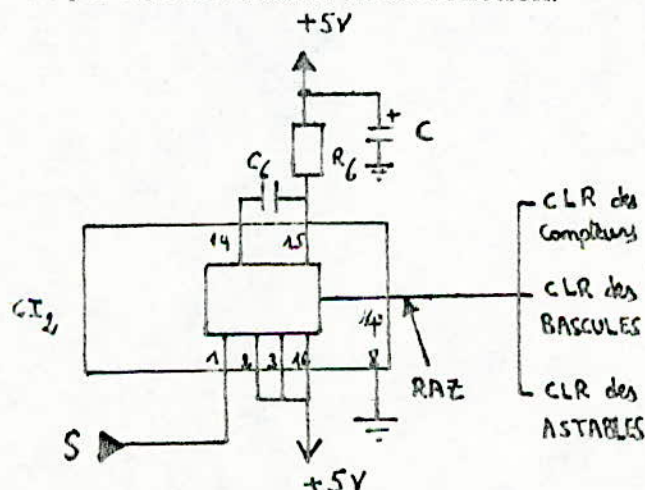 +5V
+
C
C6
R6
14
15
CLR des
Compteurs
CI2
4
CLR des
BASCULES
1
2
3
16
8
RAZ
CLR des
ASTABLES
S
+5V